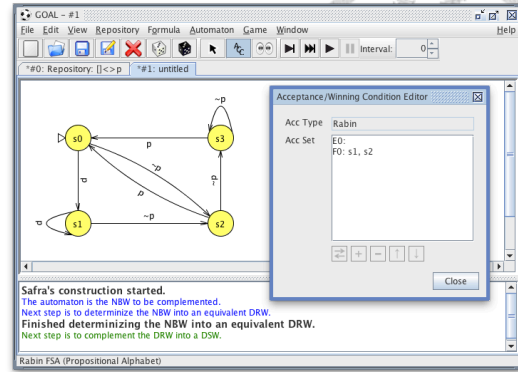 GOAL - #1
File Edit View Repository Formula Automaton Game Window Help
Interval: 0
*#0: Repository: []<>p *#1: untitled
Acceptance/Winning Condition Editor
Acc Type Rabin
Acc Set E0:
F0: s1, s2
~p
s0
s3
p
~p
p
p
~p
p
s1
~p
s2
Close
Safra's construction started.
The automaton is the NBW to be complemented.
Next step is to determinize the NBW into an equivalent DRW.
Finished determinizing the NBW into an equivalent DRW.
Next step is to complement the DRW into a DSW.
Rabin FSA (Propositional Alphabet)